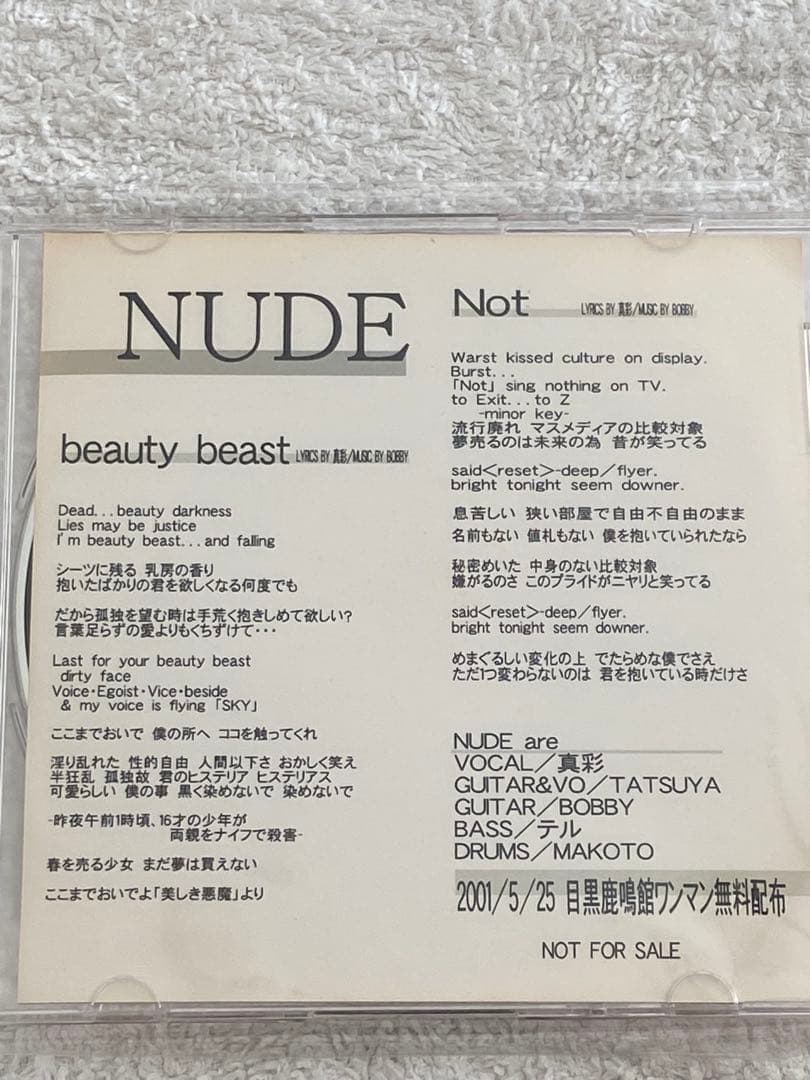 NUDE
beauty beast LYRICS BY 真彩/MUSIC BY BOBBY
Dead...beauty darkness
Lies may be justice
I'm beauty beast...and falling
シーツに残る 乳房の香り
抱いたばかりの君を欲しくなる何度でも
だから孤独を望む時は手荒く抱きしめて欲しい?
言葉足らずの愛よりもくちずけて・・・
Last for your beauty beast
dirty face
Voice・Egoist・Vice・beside
& my voice is flying「SKY」
ここまでおいで 僕の所へ ココを触ってくれ
淫り乱れた 性的自由 人間以下さ おかしく笑え
半狂乱 孤独故 君のヒステリア ヒステリアス
可愛らしい 僕の事 黒く染めないで 染めないで
-昨夜午前1時頃、16才の少年が
両親をナイフで殺害-
春を売る少女 まだ夢は買えない
ここまでおいでよ「美しき悪魔」より
Not LYRICS BY 真彩/MUSIC BY BOBBY
Warst kissed culture on display.
Burst...
「Not」sing nothing on TV.
to Exit...to Z
-minor key-
流行廃れ マスメディアの比較対象
夢売るのは未来の為 昔が笑ってる
said<reset>-deep/flyer.
bright tonight seem downer.
息苦しい 狭い部屋で自由不自由のまま
名前もない 値札もない 僕を抱いていられたなら
秘密めいた 中身のない比較対象
嫌がるのさ このプライドがニヤリと笑ってる
said<reset>-deep/flyer.
bright tonight seem downer.
めまぐるしい変化の上 でたらめな僕でさえ
ただ1つ変わらないのは 君を抱いている時だけさ
NUDE are
VOCAL/真彩
GUITAR&VO/TATSUYA
GUITAR/BOBBY
BASS/テル
DRUMS/MAKOTO
2001/5/25 目黒鹿鳴館ワンマン無料配布
NOT FOR SALE